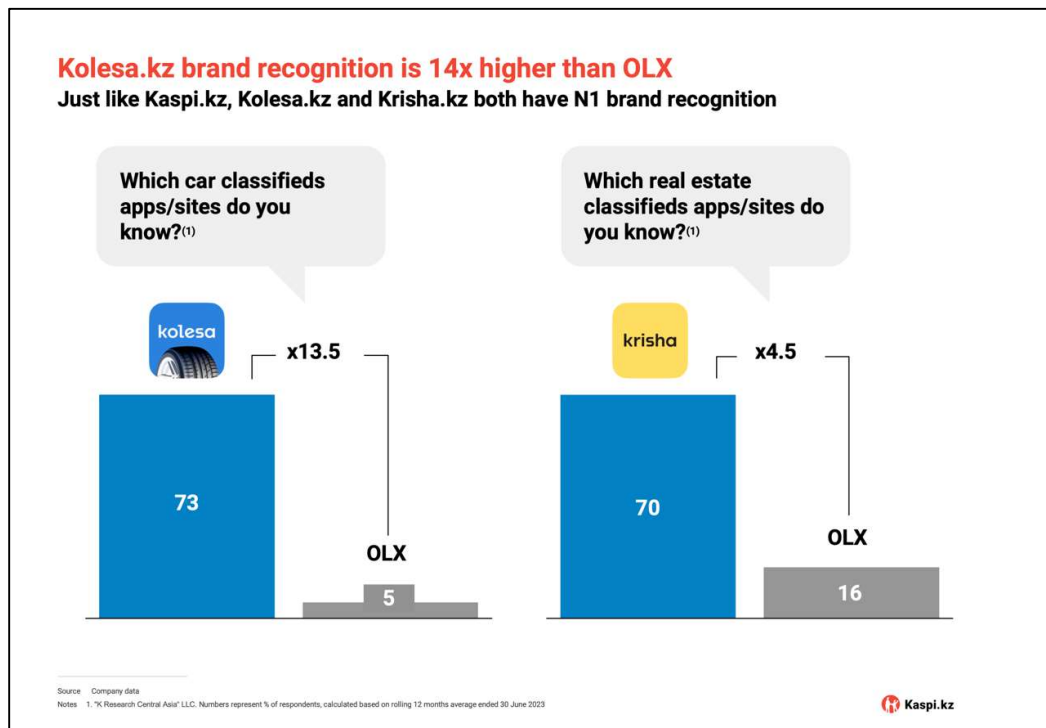 Kolesa.kz brand recognition is 14x higher than OLX
Just like Kaspi.kz, Kolesa.kz and Krisha.kz both have N1 brand recognition
Which car classifieds
apps/sites do you
know?(1)
kolesa
x13.5
73
OLX
5
Which real estate
classifieds apps/sites do
you know?(1)
krisha
x4.5
70
OLX
16
Source Company data
Notes 1. "K Research Central Asia" LLC. Numbers represent % of respondents, calculated based on rolling 12 months average ended 30 June 2023
Kaspi.kz